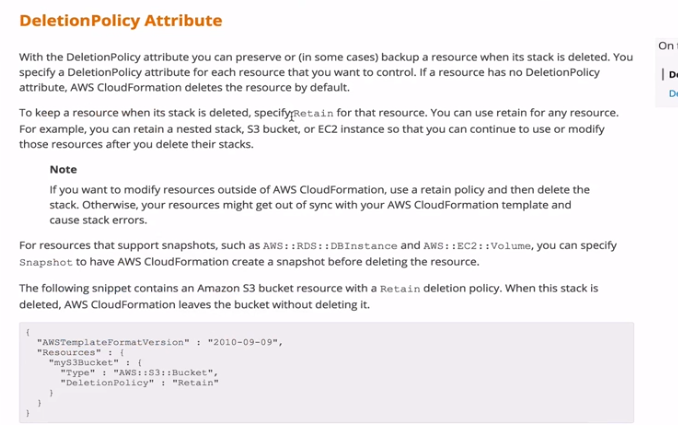 DeletionPolicy Attribute
With the DeletionPolicy attribute you can preserve or (in some cases) backup a resource when its stack is deleted. You
specify a DeletionPolicy attribute for each resource that you want to control. If a resource has no DeletionPolicy
attribute, AWS CloudFormation deletes the resource by default.
To keep a resource when its stack is deleted, specify Retain for that resource. You can use retain for any resource.
For example, you can retain a nested stack, S3 bucket, or EC2 instance so that you can continue to use or modify
those resources after you delete their stacks.
Note
If you want to modify resources outside of AWS CloudFormation, use a retain policy and then delete the
stack. Otherwise, your resources might get out of sync with your AWS CloudFormation template and
cause stack errors.
For resources that support snapshots, such as AWS::RDS::DBInstance and AWS::EC2::Volume, you can specify
Snapshot to have AWS CloudFormation create a snapshot before deleting the resource.
The following snippet contains an Amazon S3 bucket resource with a Retain deletion policy. When this stack is
deleted, AWS CloudFormation leaves the bucket without deleting it.
{
"AWSTemplateFormatVersion" : "2010-09-09",
"Resources" : {
"myS3Bucket" : {
"Type" : "AWS::S3::Bucket",
"DeletionPolicy" : "Retain"
}
}
}
On
De
De